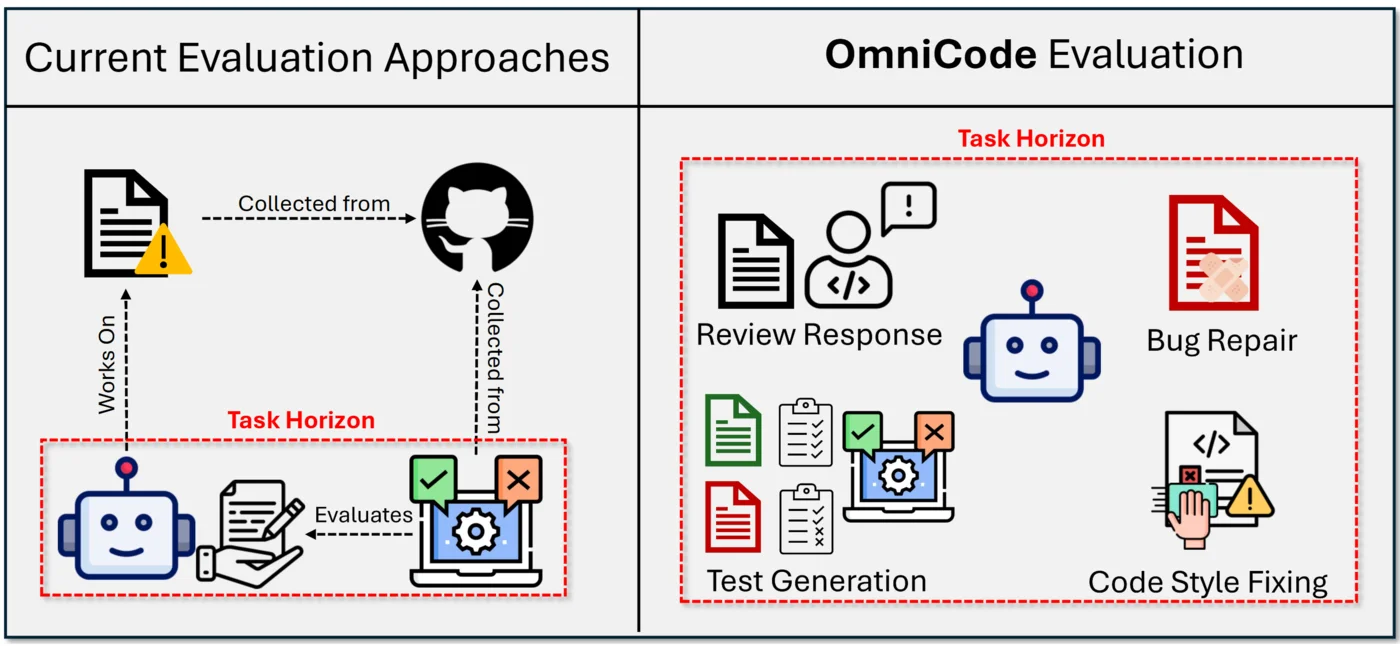 Current Evaluation Approaches
OmniCode Evaluation
Collected from
Works On
Collected from
Task Horizon
Evaluates
Task Horizon
Review Response
Bug Repair
Test Generation
Code Style Fixing